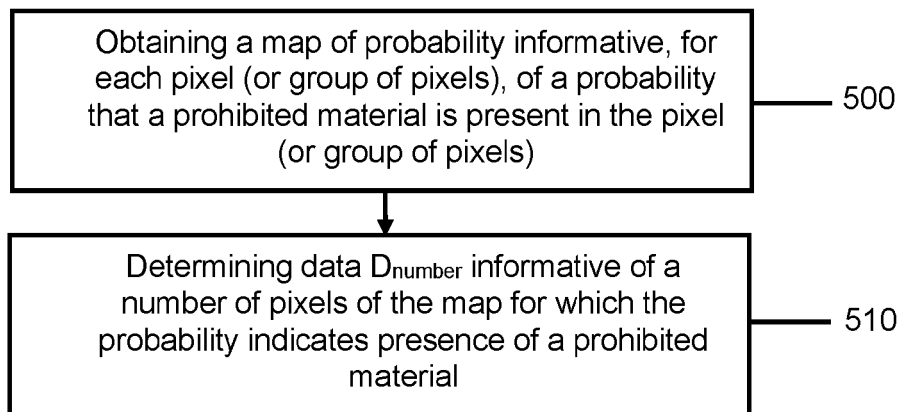 Obtaining a map of probability informative, for
each pixel (or group of pixels), of a probability
that a prohibited material is present in the pixel
(or group of pixels)
500
Determining data Dnumber informative of a
number of pixels of the map for which the
probability indicates presence of a prohibited
material
510